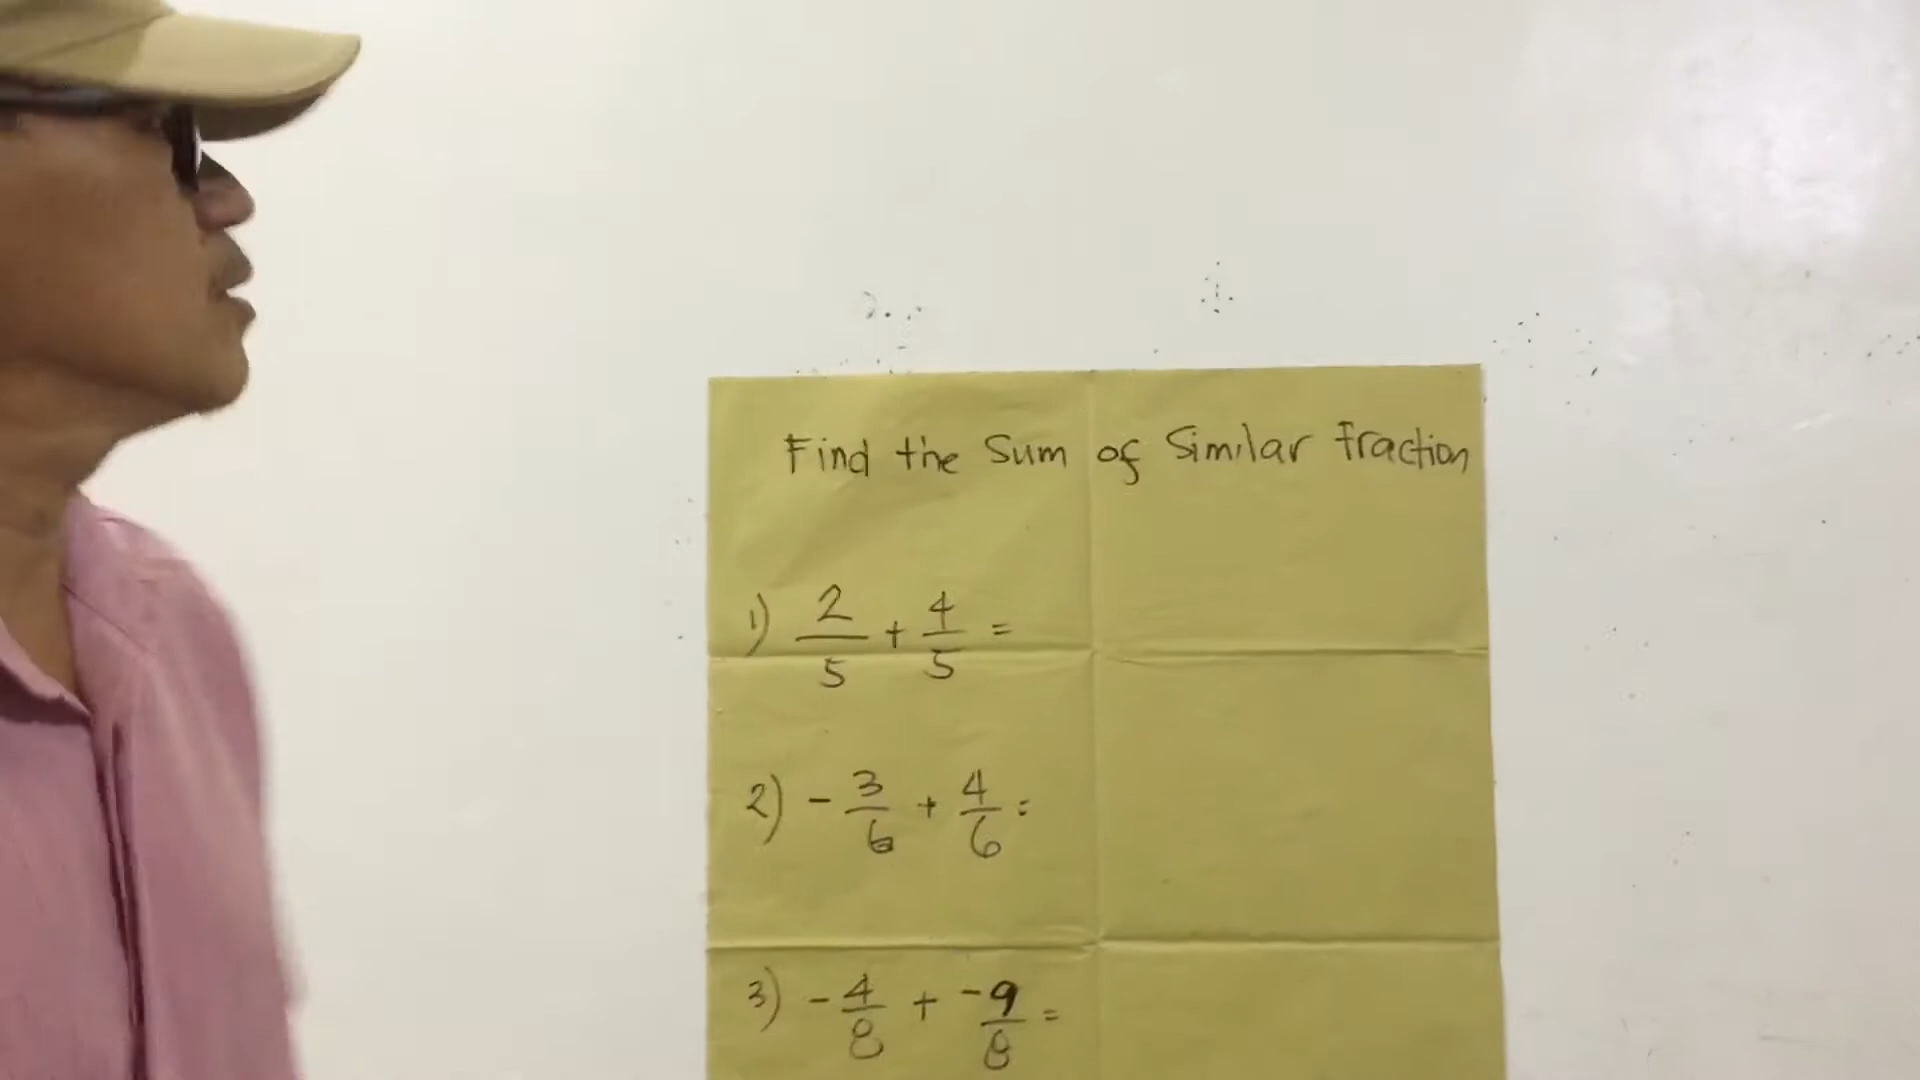 Find the Sum of Similar fraction
1) 2/5 + 4/5 =
2) - 3/6 + 4/6 =
3) - 4/8 + -9/8 =